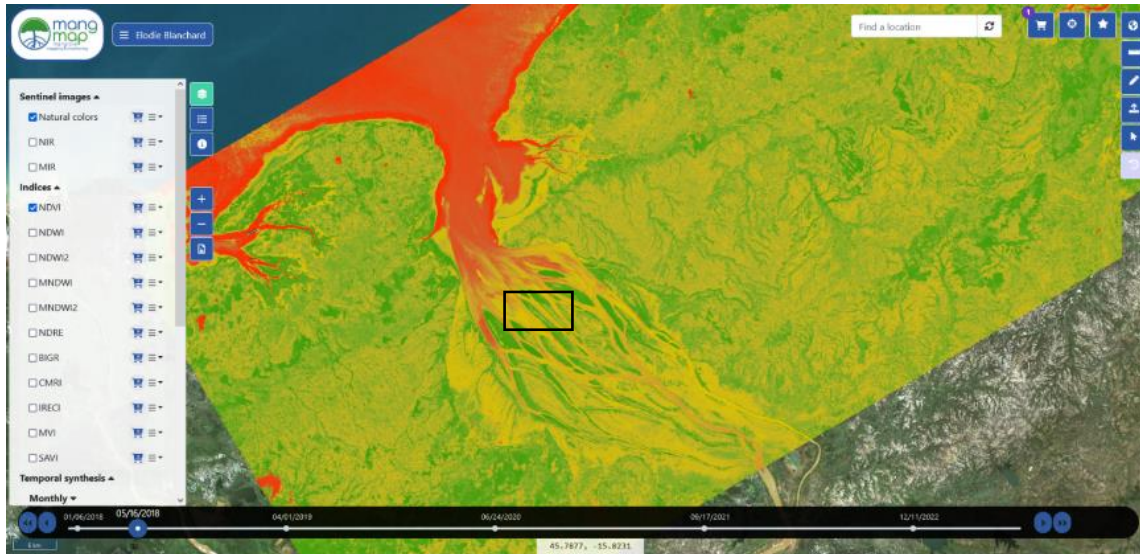 mang
map
Elodie Blanchard
Find a location
1
Sentinel images
Natural colors
NIR
MIR
Indices
NDVI
NDWI
NDWI2
MNDWI
MNDWI2
NDRE
BIGR
CMRI
IRECI
MVI
SAVI
Temporal synthesis
Monthly
01/06/2018
05/16/2018
04/01/2019
06/24/2020
09/17/2021
12/11/2022
45.7877, -15.8231